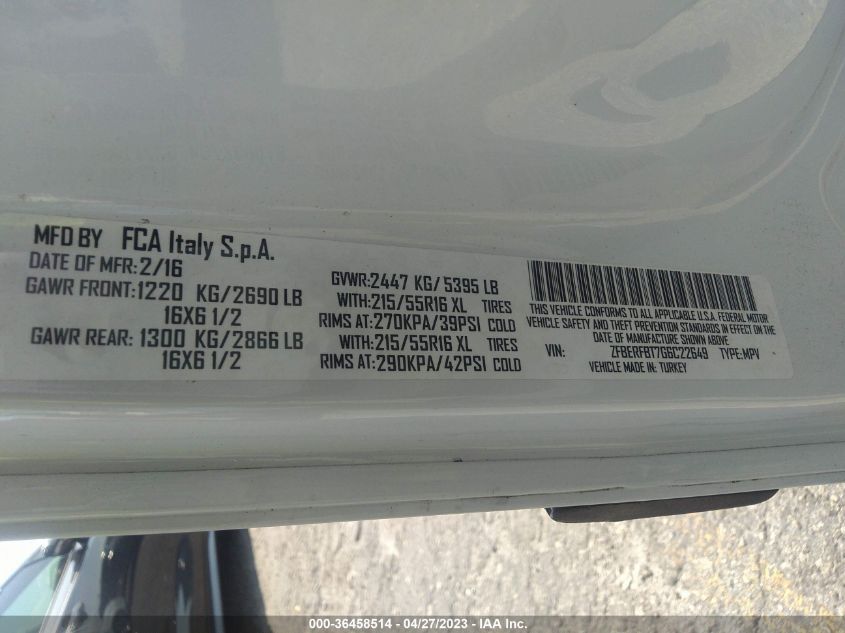 MFD BY FCA Italy S.p.A.
DATE OF MFR: 2/16
GAWR FRONT: 1220 KG/2690 LB
16X6 1/2
GAWR REAR: 1300 KG/2866 LB
16X6 1/2
GVWR: 2447 KG/ 5395 LB
WITH: 215/55R16 XL TIRES
RIMS AT: 270KPA/39PSI COLD
WITH: 215/55R16 XL TIRES
RIMS AT: 290KPA/42PSI COLD
THIS VEHICLE CONFORMS TO ALL APPLICABLE U.S.A. FEDERAL MOTOR
VEHICLE SAFETY AND THEFT PREVENTION STANDARDS IN EFFECT ON THE
DATE OF MANUFACTURE SHOWN ABOVE
VIN: ZFBERFBT7G6C22649 TYPE: MPV
VEHICLE MADE IN: TURKEY
000-36458514 - 04/27/2023 - IAA Inc.